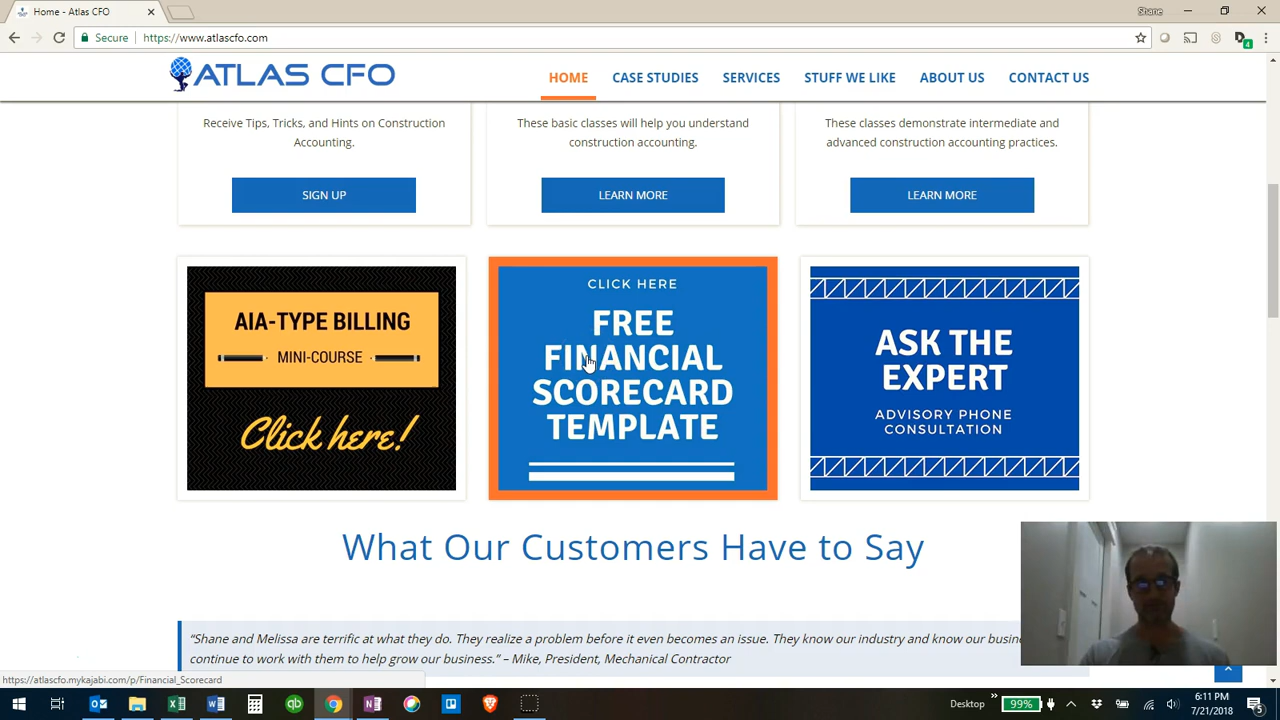 Home - Atlas CFO
Shane
Secure
https://www.atlascfo.com
4
ATLAS CFO
HOME
CASE STUDIES
SERVICES
STUFF WE LIKE
ABOUT US
CONTACT US
Receive Tips, Tricks, and Hints on Construction
Accounting.
SIGN UP
These basic classes will help you understand
construction accounting.
LEARN MORE
These classes demonstrate intermediate and
advanced construction accounting practices.
LEARN MORE
AIA-TYPE BILLING
MINI-COURSE
Click here!
CLICK HERE
FREE
FINANCIAL
SCORECARD
TEMPLATE
ASK THE
EXPERT
ADVISORY PHONE
CONSULTATION
What Our Customers Have to Say
“Shane and Melissa are terrific at what they do. They realize a problem before it even becomes an issue. They know our industry and know our
continue to work with them to help grow our business.” – Mike, President, Mechanical Contractor
https://atlascfo.mykajabi.com/p/Financial_Scorecard
Desktop
99%
6:11 PM
7/21/2018
5